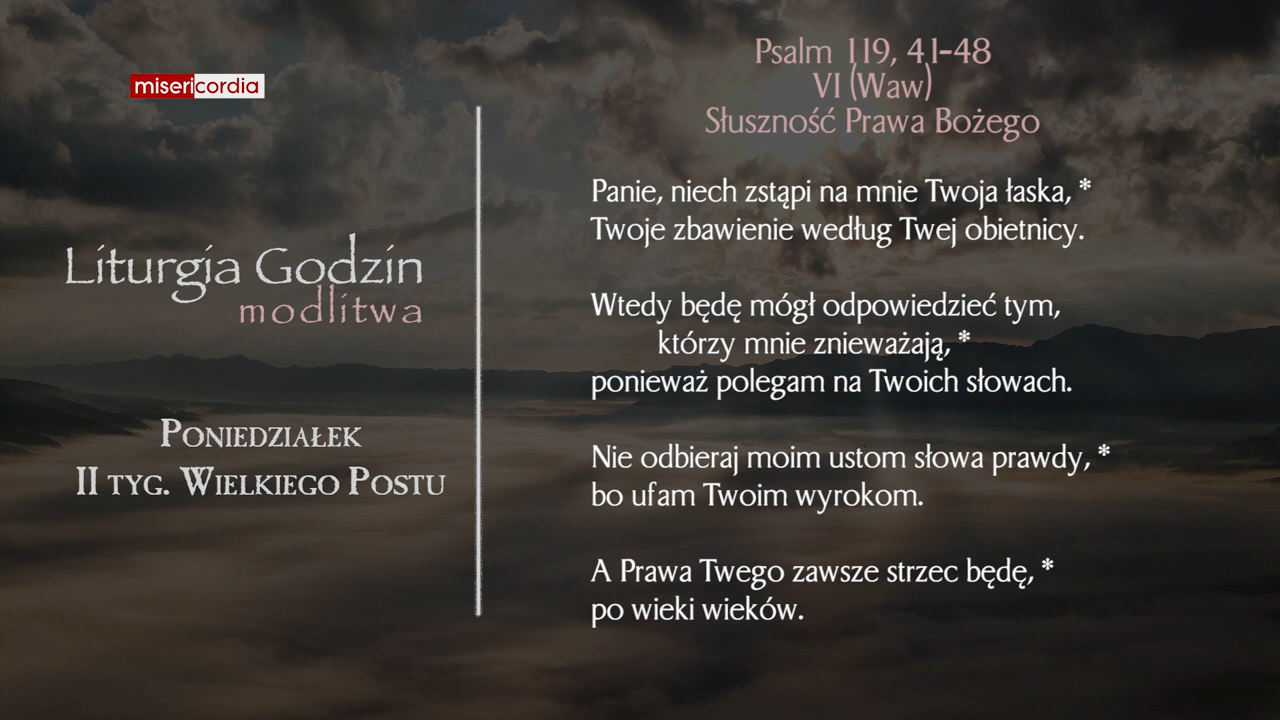 misericordia
Liturgia Godzin
modlitwa
Poniedziałek
II tyg. Wielkiego Postu
Psalm 119, 41-48
VI (Waw)
Słuszność Prawa Bożego
Panie, niech zstąpi na mnie Twoja łaska, *
Twoje zbawienie według Twej obietnicy.
Wtedy będę mógł odpowiedzieć tym,
którzy mnie znieważają, *
ponieważ polegam na Twoich słowach.
Nie odbieraj moim ustom słowa prawdy, *
bo ufam Twoim wyrokom.
A Prawa Twego zawsze strzec będę, *
po wieki wieków.